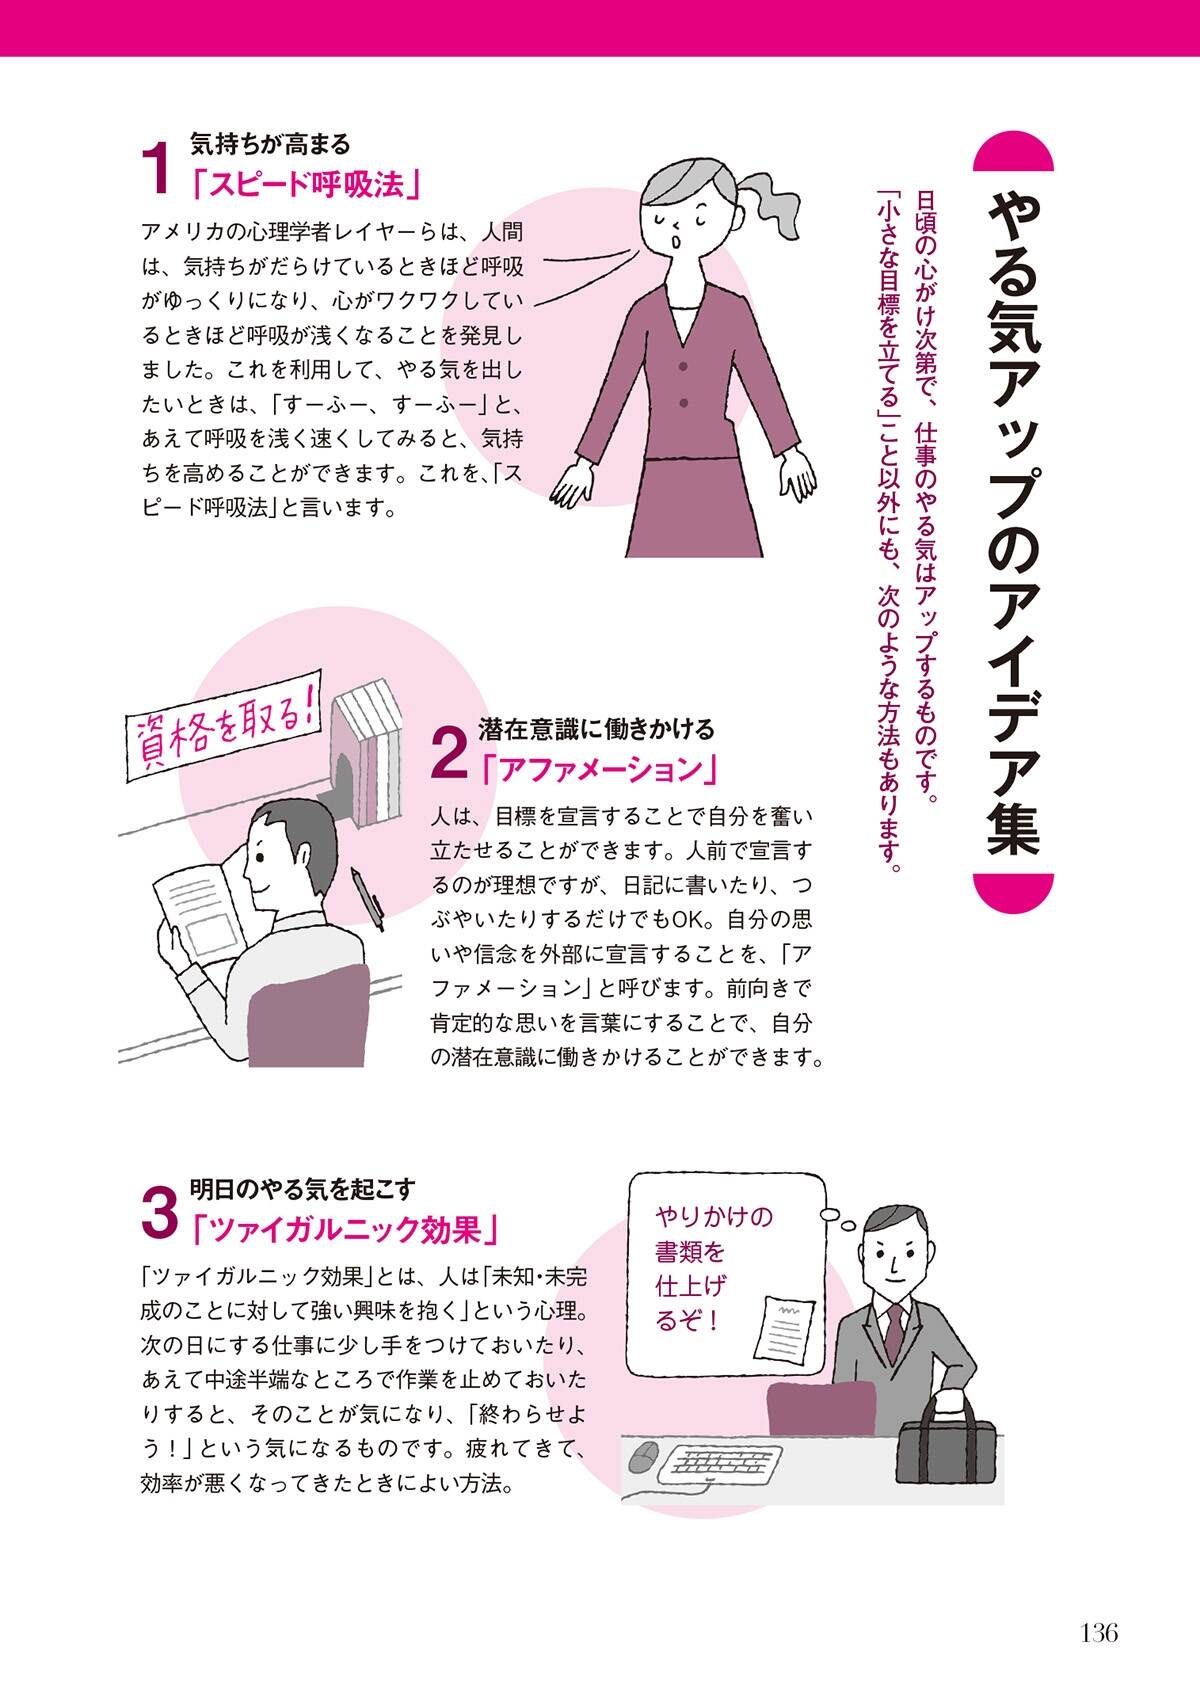 やる気アップのアイデア集
日頃の心がけ次第で、仕事のやる気はアップするものです。
「小さな目標を立てる」こと以外にも、次のような方法もあります。
1
気持ちが高まる
「スピード呼吸法」
アメリカの心理学者レイヤーらは、人間
は、気持ちがだらけているときほど呼吸
がゆっくりになり、心がワクワクしてい
るときほど呼吸が浅くなることを発見し
ました。これを利用して、やる気を出し
たいときは、「すーふー、すーふー」と、
あえて呼吸を浅く速くしてみると、気持
ちを高めることができます。これを、「ス
ピード呼吸法」と言います。
資格を取る!
2
潜在意識に働きかける
「アファメーション」
人は、目標を宣言することで自分を奮い
立たせることができます。人前で宣言す
るのが理想ですが、日記に書いたり、つ
ぶやいたりするだけでもOK。自分の思
いや信念を外部に宣言することを、「ア
ファメーション」と呼びます。前向きで
肯定的な思いを言葉にすることで、自分
の潜在意識に働きかけることができます。
3
明日のやる気を起こす
「ツァイガルニック効果」
「ツァイガルニック効果」とは、人は「未知・未完
成のことに対して強い興味を抱く」という心理。
次の日にする仕事に少し手をつけておいたり、
あえて中途半端なところで作業を止めておいた
りすると、そのことが気になり、「終わらせよ
う！」という気になるものです。疲れてきて、
効率が悪くなってきたときによい方法。
やりかけの
書類を
仕上げ
るぞ！
136